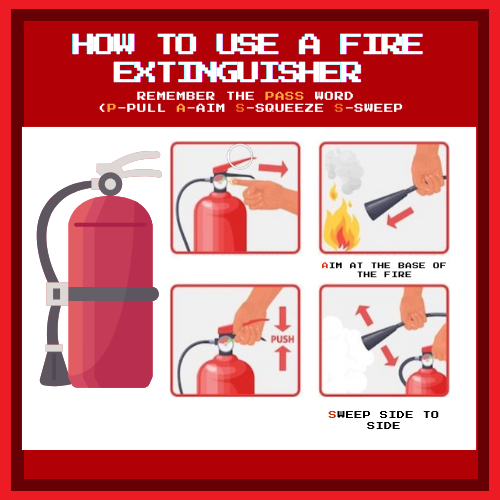 HOW TO USE A FIRE
EXTINGUISHER
REMEMBER THE PASS WORD
(P-PULL A-AIM S-SQUEEZE S-SWEEP
AIM AT THE BASE OF
THE FIRE
PUSH
SWEEP SIDE TO
SIDE